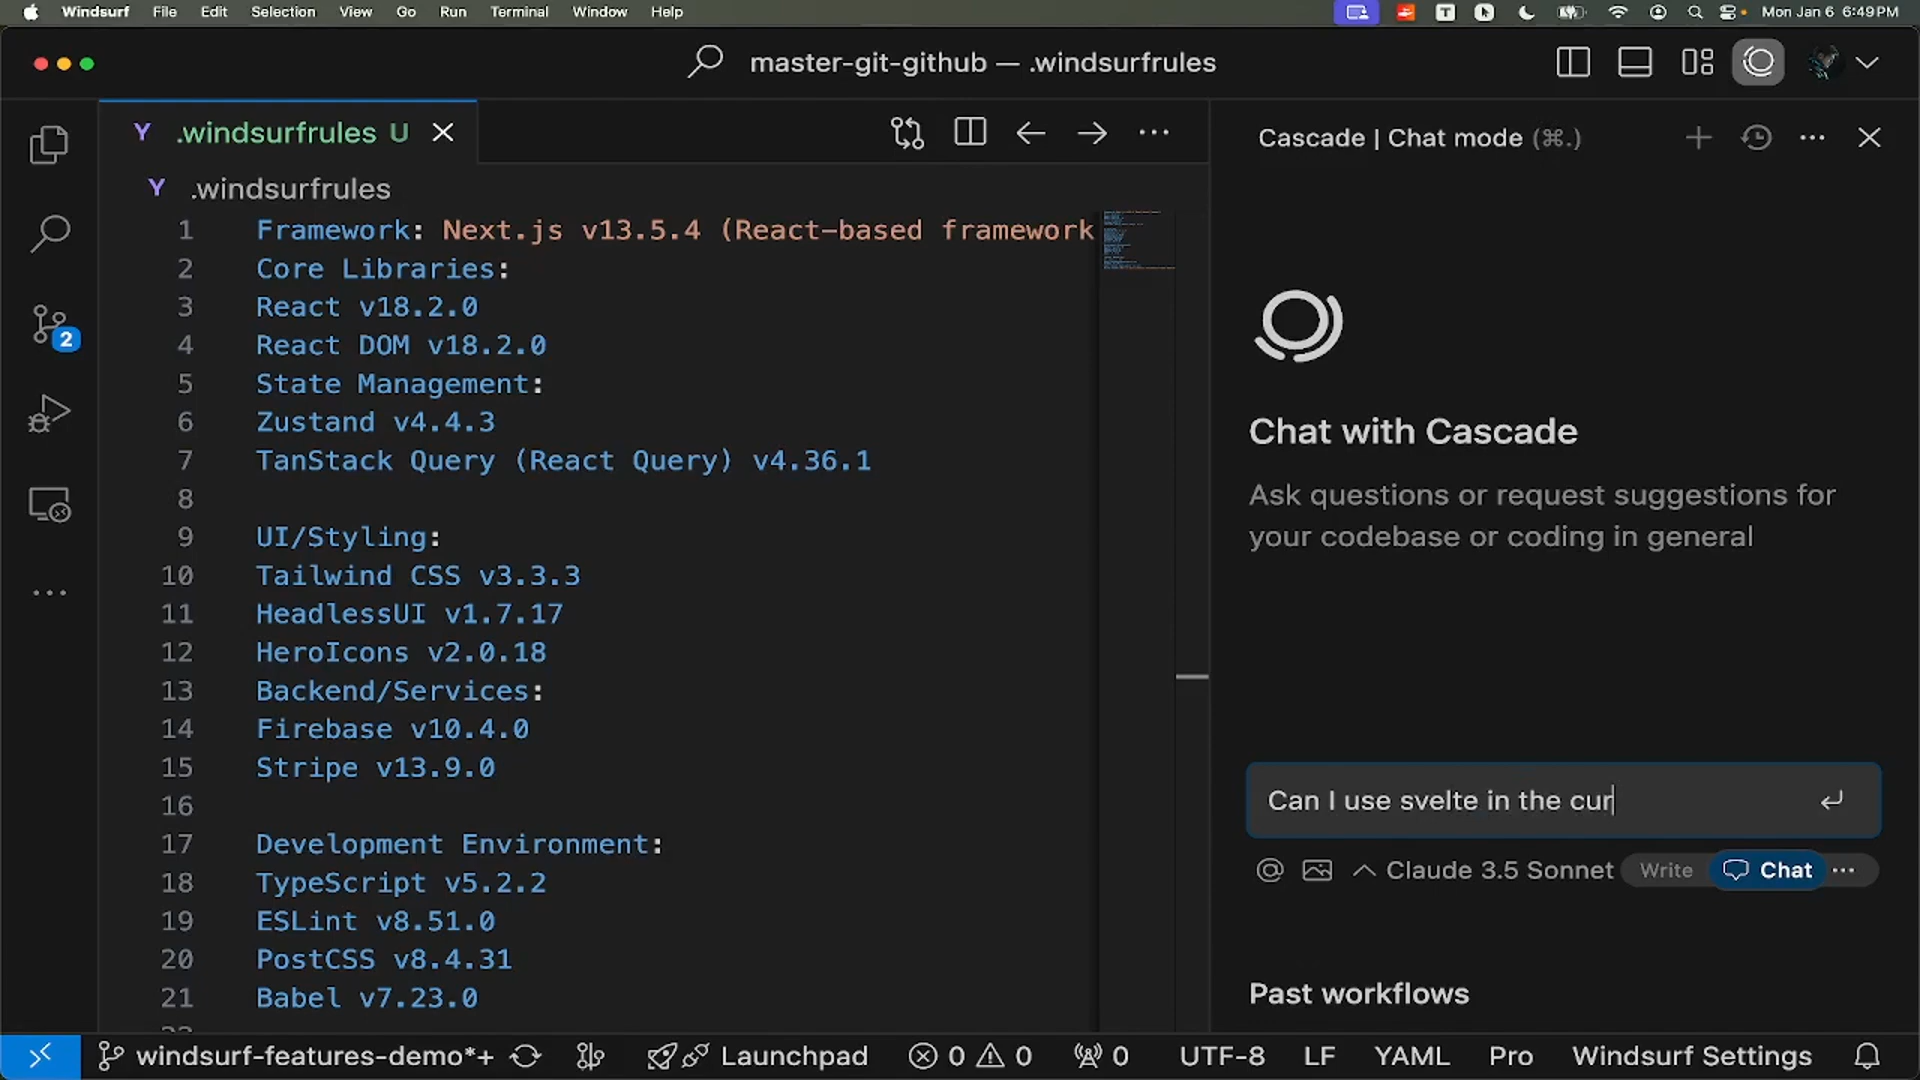 Windsurf File Edit Selection View Go Run Terminal Window Help Mon Jan 6 6:49 PM
master-git-github — .windsurfrules
.windsurfrules U
.windsurfrules
1 Framework: Next.js v13.5.4 (React-based framework
2 Core Libraries:
3 React v18.2.0
4 React DOM v18.2.0
5 State Management:
6 Zustand v4.4.3
7 TanStack Query (React Query) v4.36.1
8
9 UI/Styling:
10 Tailwind CSS v3.3.3
11 HeadlessUI v1.7.17
12 HeroIcons v2.0.18
13 Backend/Services:
14 Firebase v10.4.0
15 Stripe v13.9.0
16
17 Development Environment:
18 TypeScript v5.2.2
19 ESLint v8.51.0
20 PostCSS v8.4.31
21 Babel v7.23.0
2
Cascade | Chat mode (⌘.)
Chat with Cascade
Ask questions or request suggestions for
your codebase or coding in general
Can I use svelte in the cur
Claude 3.5 Sonnet Write Chat
Past workflows
windsurf-features-demo*+ Launchpad 0 0 0 UTF-8 LF YAML Pro Windsurf Settings